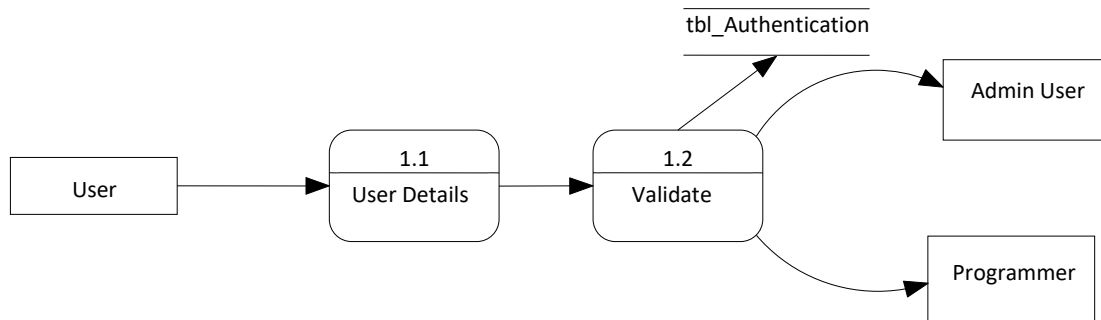 tbl_Authentication
Admin User
1.1
1.2
User
User Details
Validate
Programmer